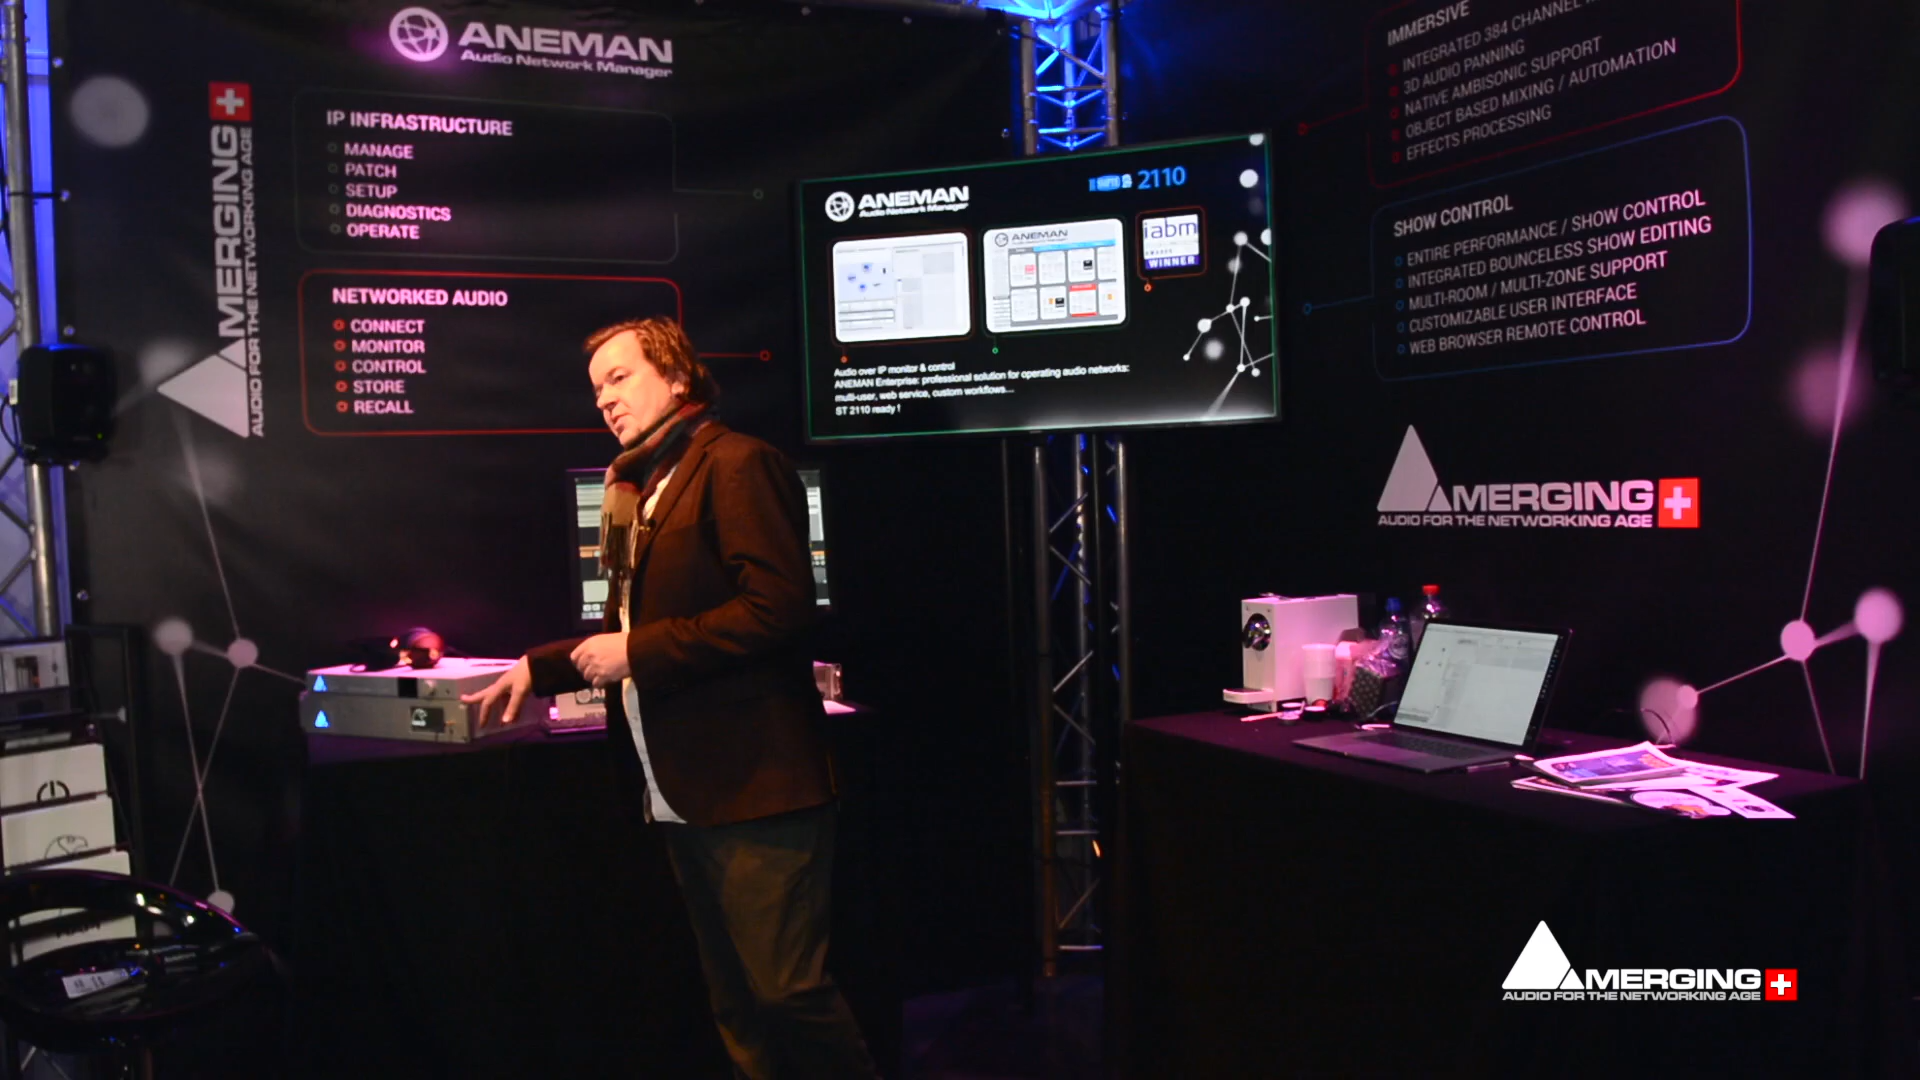 ANEMAN
Audio Network Manager
MERGING
AUDIO FOR THE NETWORKING AGE
IP INFRASTRUCTURE
MANAGE
PATCH
SETUP
DIAGNOSTICS
OPERATE
NETWORKED AUDIO
CONNECT
MONITOR
CONTROL
STORE
RECALL
ANEMAN
Audio Network Manager
2110
ANEMAN
iabm
WINNER
Audio over IP monitor & control
ANEMAN Enterprise: professional solution for operating audio networks:
multi-user, web service, custom workflows...
ST 2110 ready !
IMMERSIVE
INTEGRATED 384 CHANNEL
3D AUDIO PANNING
NATIVE AMBISONIC SUPPORT
OBJECT BASED MIXING / AUTOMATION
EFFECTS PROCESSING
SHOW CONTROL
ENTIRE PERFORMANCE / SHOW CONTROL
INTEGRATED BOUNCELESS SHOW EDITING
MULTI-ROOM / MULTI-ZONE SUPPORT
CUSTOMIZABLE USER INTERFACE
WEB BROWSER REMOTE CONTROL
MERGING
AUDIO FOR THE NETWORKING AGE
MERGING
AUDIO FOR THE NETWORKING AGE